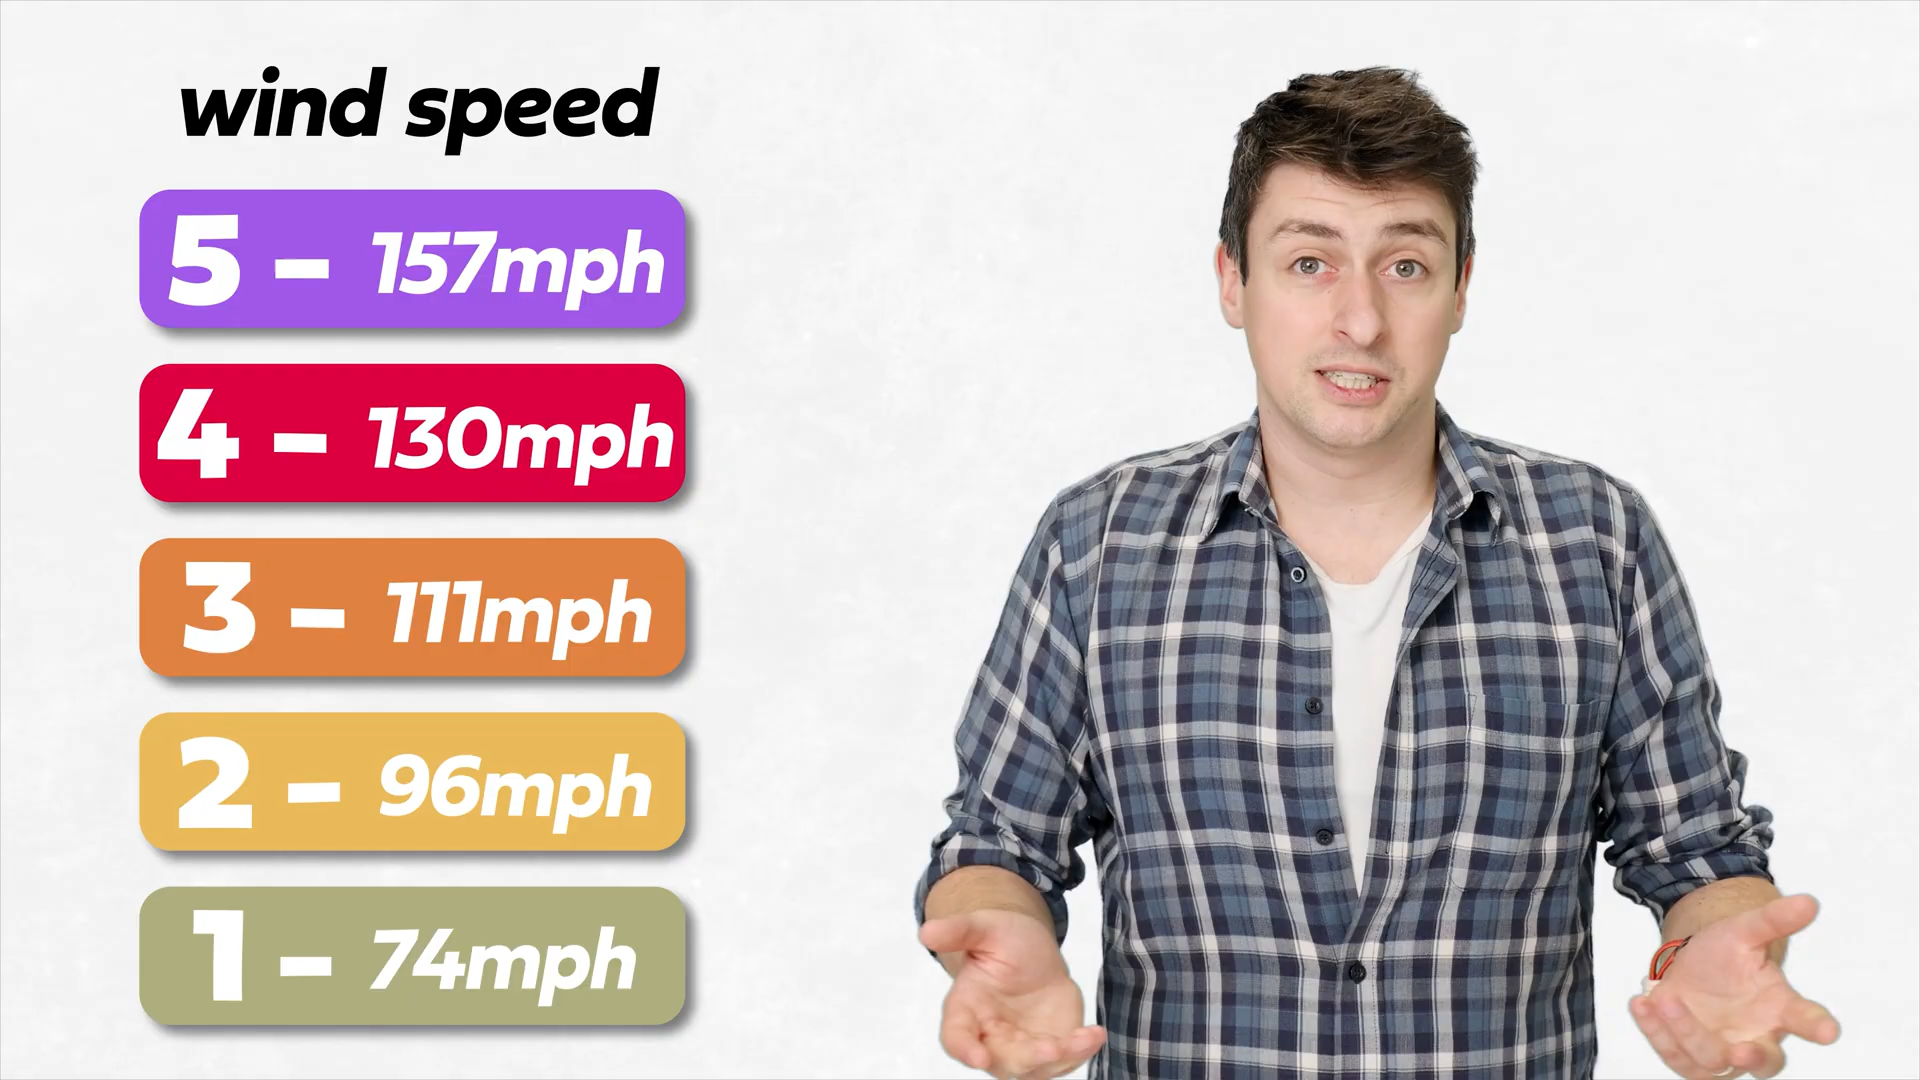 wind speed
5 – 157mph
4 – 130mph
3 – 111mph
2 – 96mph
1 – 74mph